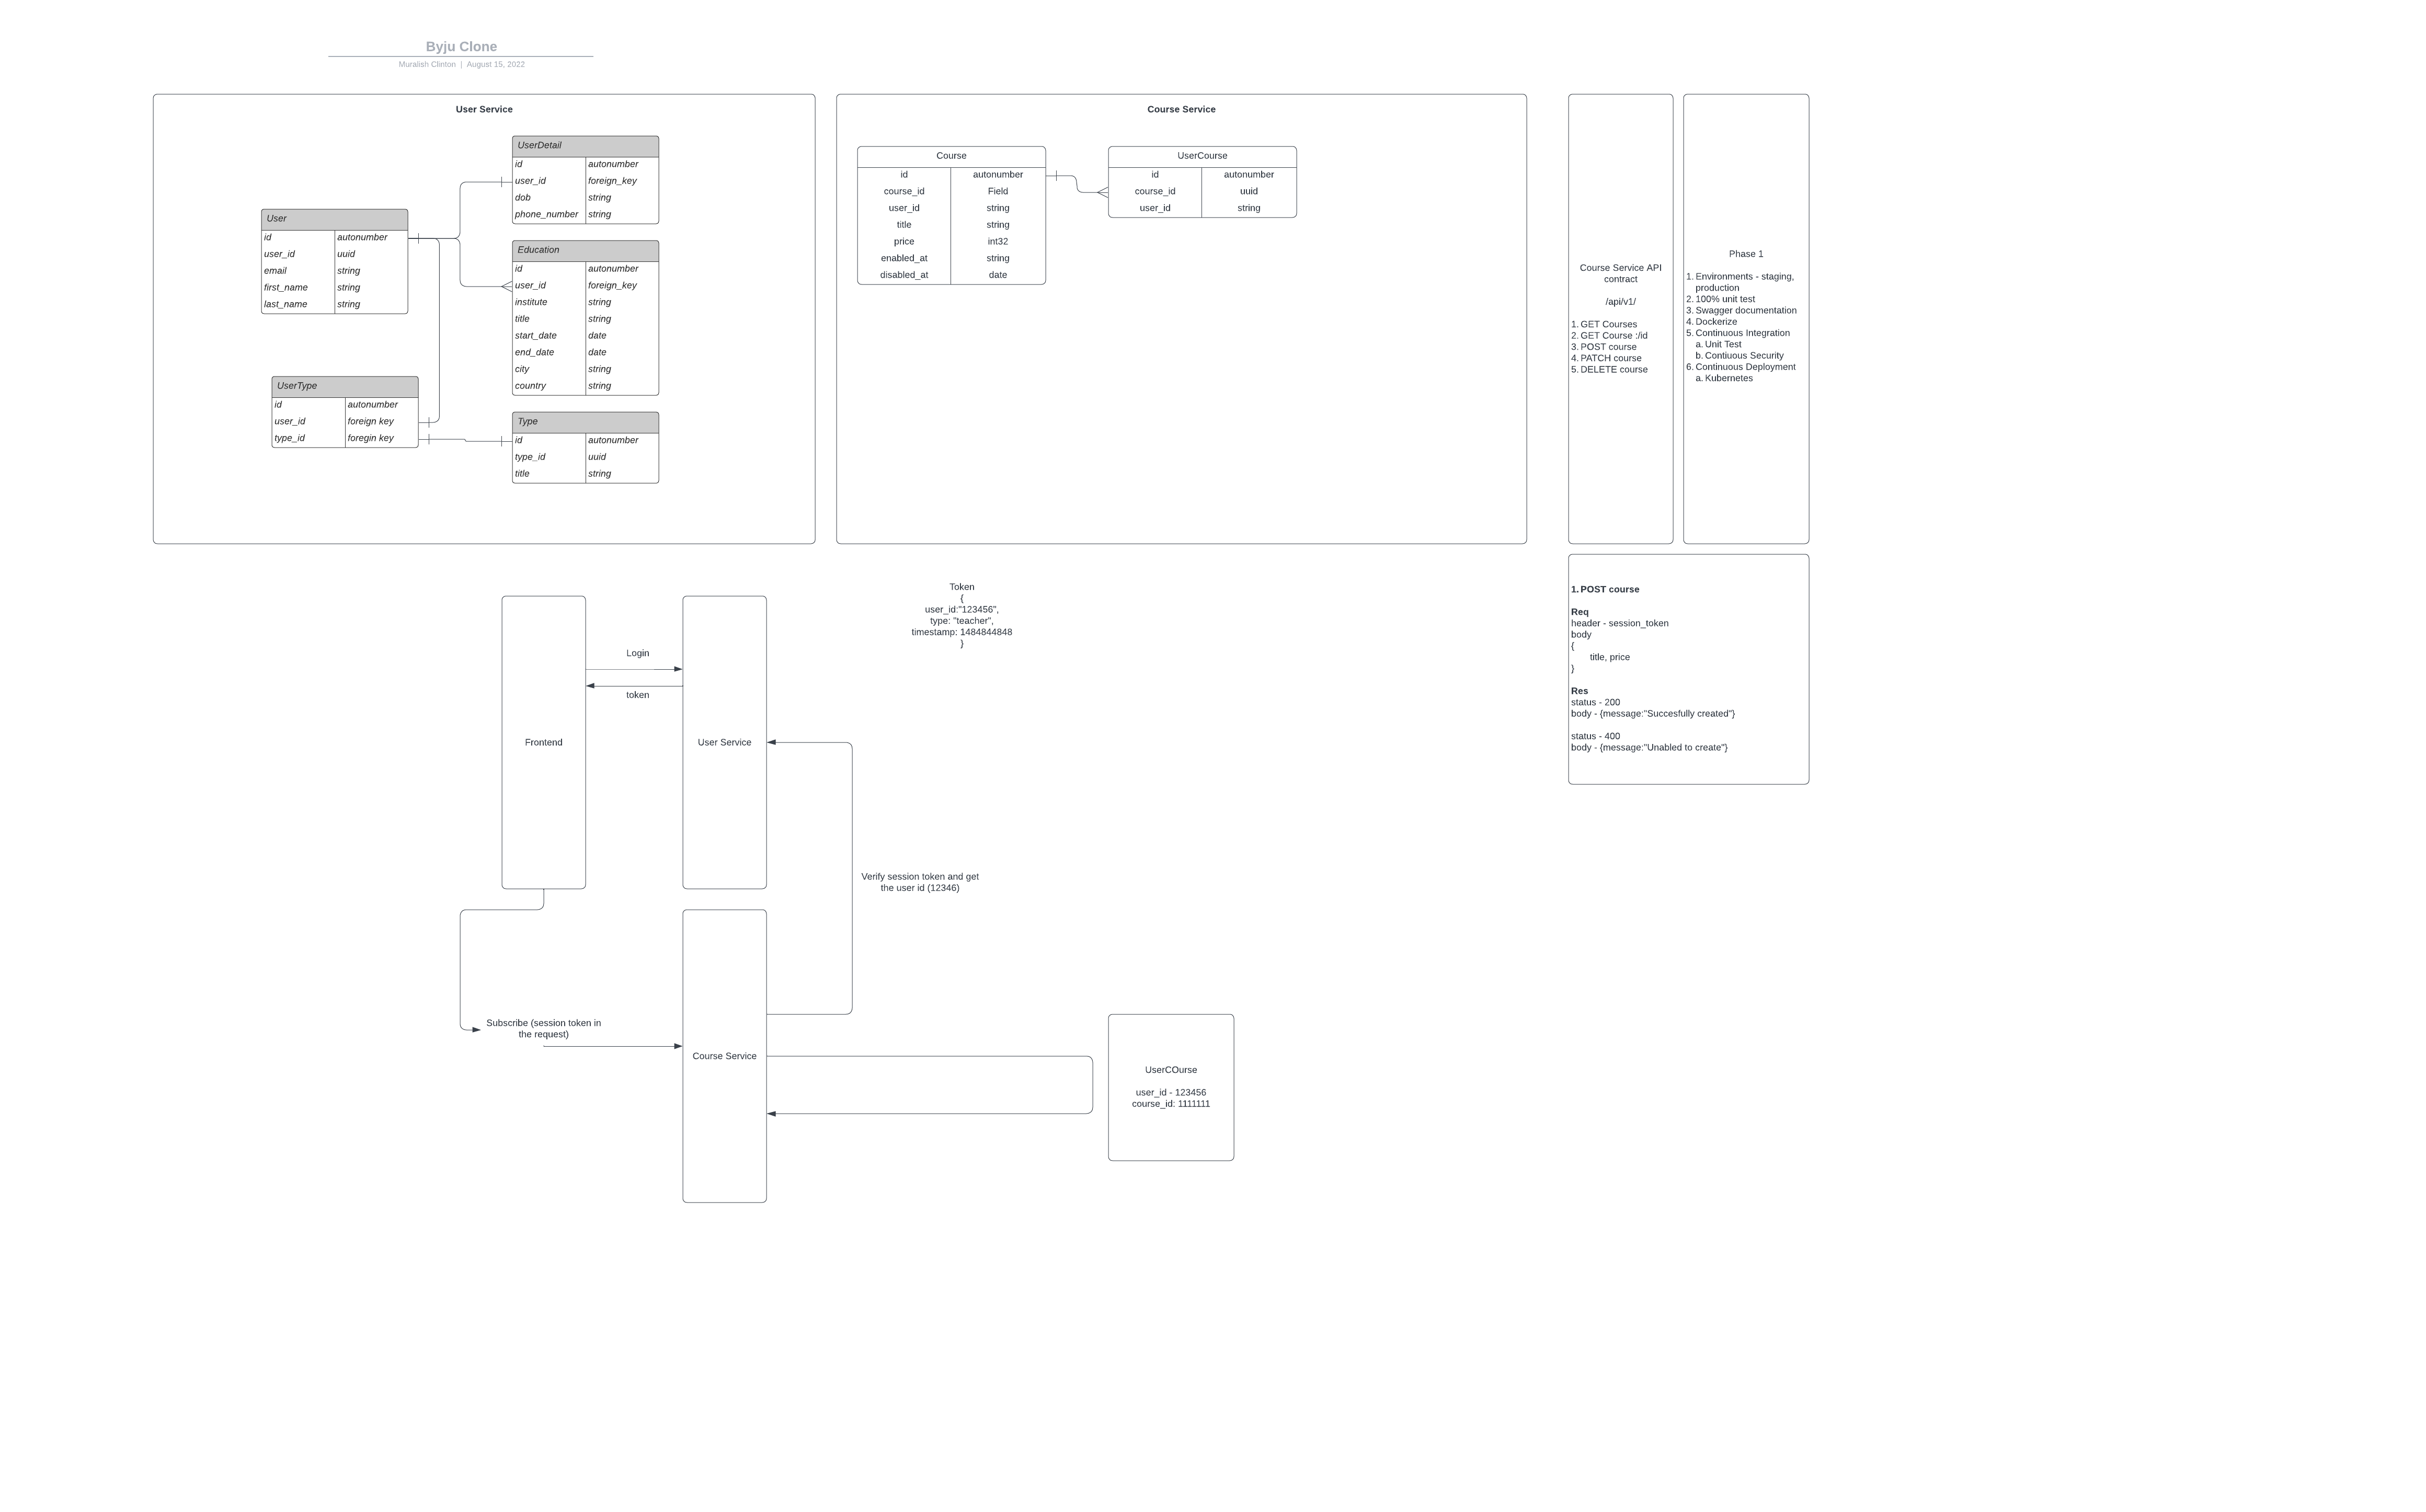 Byju Clone
Muralish Clinton | August 15, 2022
User Service
UserDetail
id autonumber
user_id foreign_key
dob string
phone_number string
User
id autonumber
user_id uuid
email string
first_name string
last_name string
Education
id autonumber
user_id foreign_key
institute string
title string
start_date date
end_date date
city string
country string
UserType
id autonumber
user_id foreign key
type_id foregin key
Type
id autonumber
type_id uuid
title string
Course Service
Course
id autonumber
course_id Field
user_id string
title string
price int32
enabled_at string
disabled_at date
UserCourse
id autonumber
course_id uuid
user_id string
Course Service API
contract
/api/v1/
1. GET Courses
2. GET Course :/id
3. POST course
4. PATCH course
5. DELETE course
Phase 1
1. Environments - staging,
production
2. 100% unit test
3. Swagger documentation
4. Dockerize
5. Continuous Integration
a. Unit Test
b. Contiuous Security
6. Continuous Deployment
a. Kubernetes
1. POST course
Req
header - session_token
body
{
title, price
}
Res
status - 200
body - {message:"Succesfully created"}
status - 400
body - {message:"Unabled to create"}
Token
{
user_id:"123456",
type: "teacher",
timestamp: 1484844848
}
Login
token
Frontend
User Service
Verify session token and get
the user id (12346)
Subscribe (session token in
the request)
Course Service
UserCOurse
user_id - 123456
course_id: 1111111